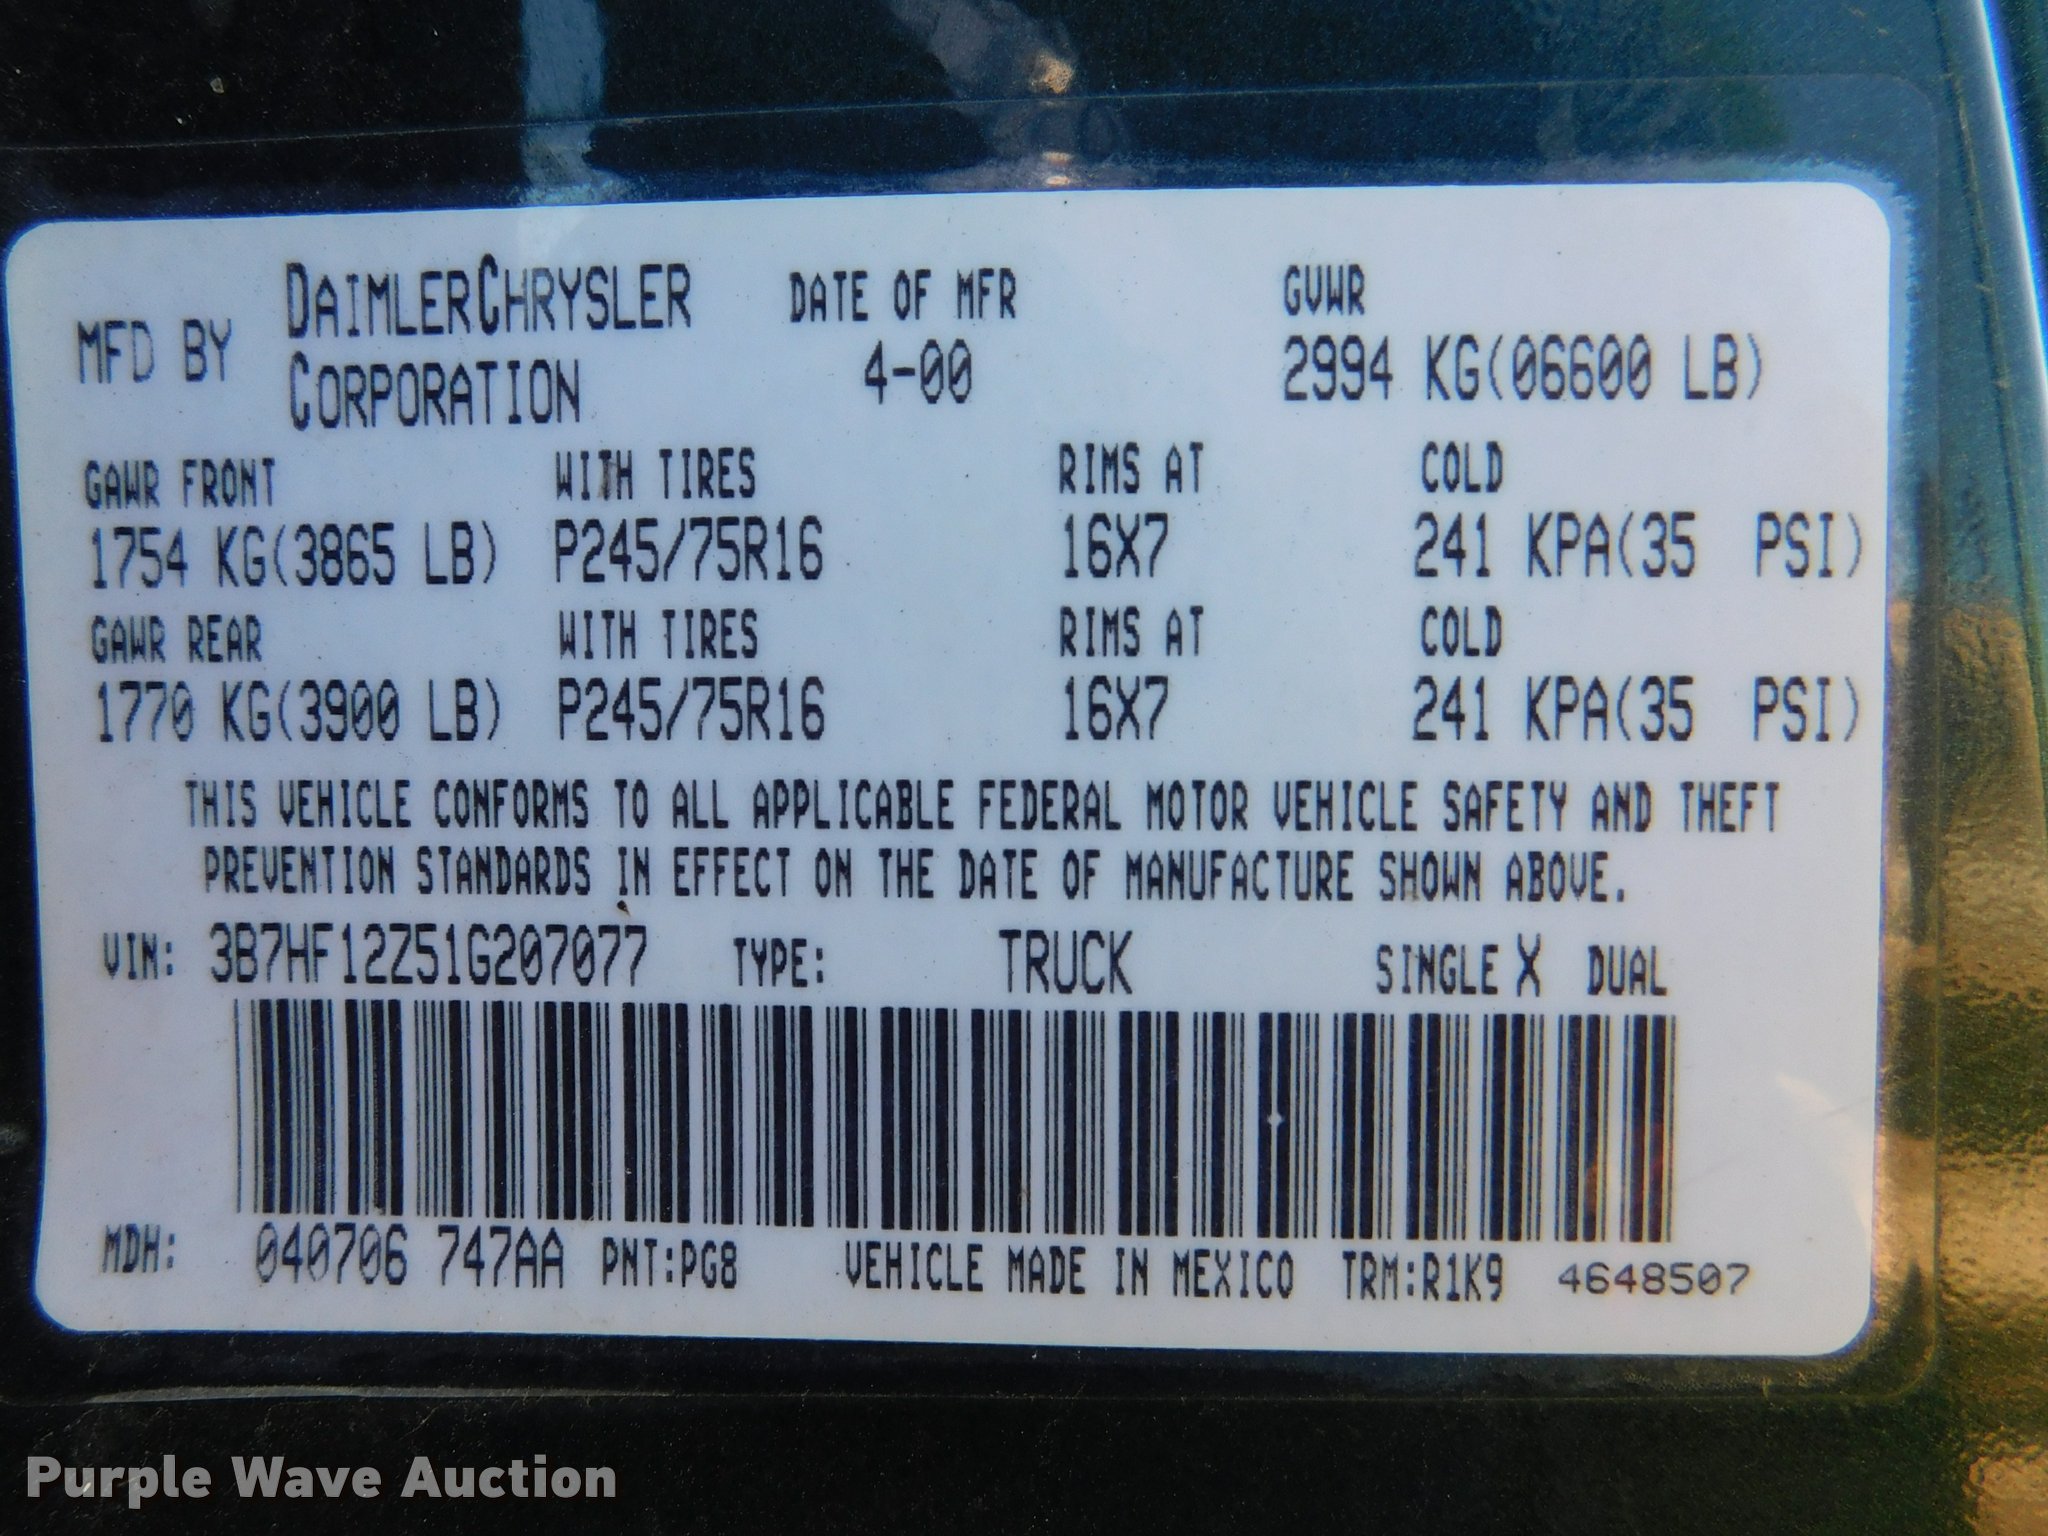 MFD BY DAIMLERCHRYSLER CORPORATION DATE OF MFR 4-00 GVWR 2994 KG(06600 LB)
GAWR FRONT WITH TIRES RIMS AT COLD
1754 KG(3865 LB) P245/75R16 16X7 241 KPA(35 PSI)
GAWR REAR WITH TIRES RIMS AT COLD
1770 KG(3900 LB) P245/75R16 16X7 241 KPA(35 PSI)
THIS VEHICLE CONFORMS TO ALL APPLICABLE FEDERAL MOTOR VEHICLE SAFETY AND THEFT
PREVENTION STANDARDS IN EFFECT ON THE DATE OF MANUFACTURE SHOWN ABOVE.
VIN: 3B7HF12Z51G207077 TYPE: TRUCK SINGLE X DUAL
MDH: 040706 747AA PNT:PG8 VEHICLE MADE IN MEXICO TRM:R1K9 4648507
Purple Wave Auction